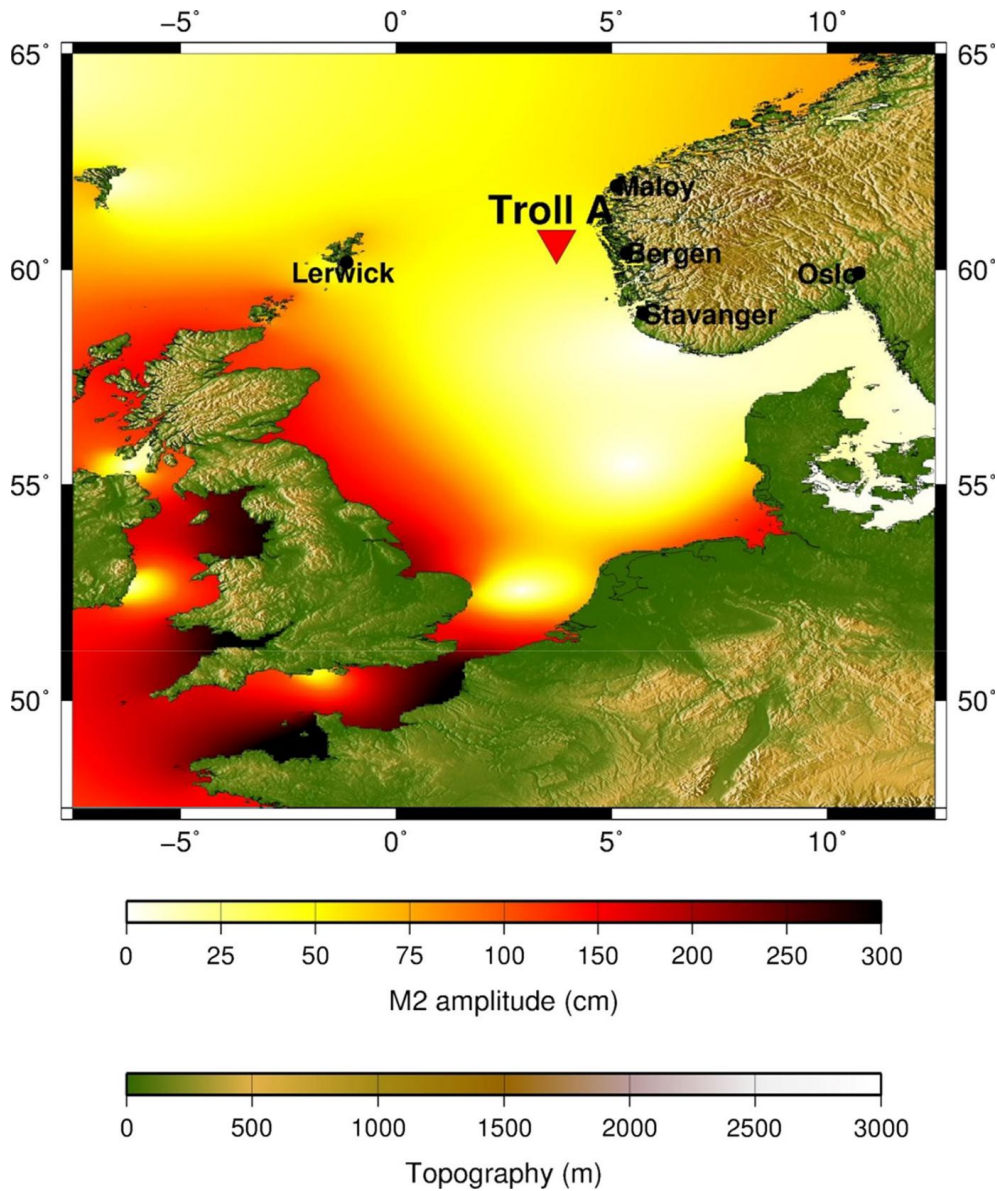 −5° 0° 5° 10°
65° 65°
Maloy
Troll A
Bergen
60° Lerwick Oslo 60°
Stavanger
55° 55°
50° 50°
−5° 0° 5° 10°
0 25 50 75 100 150 200 250 300
M2 amplitude (cm)
0 500 1000 1500 2000 2500 3000
Topography (m)